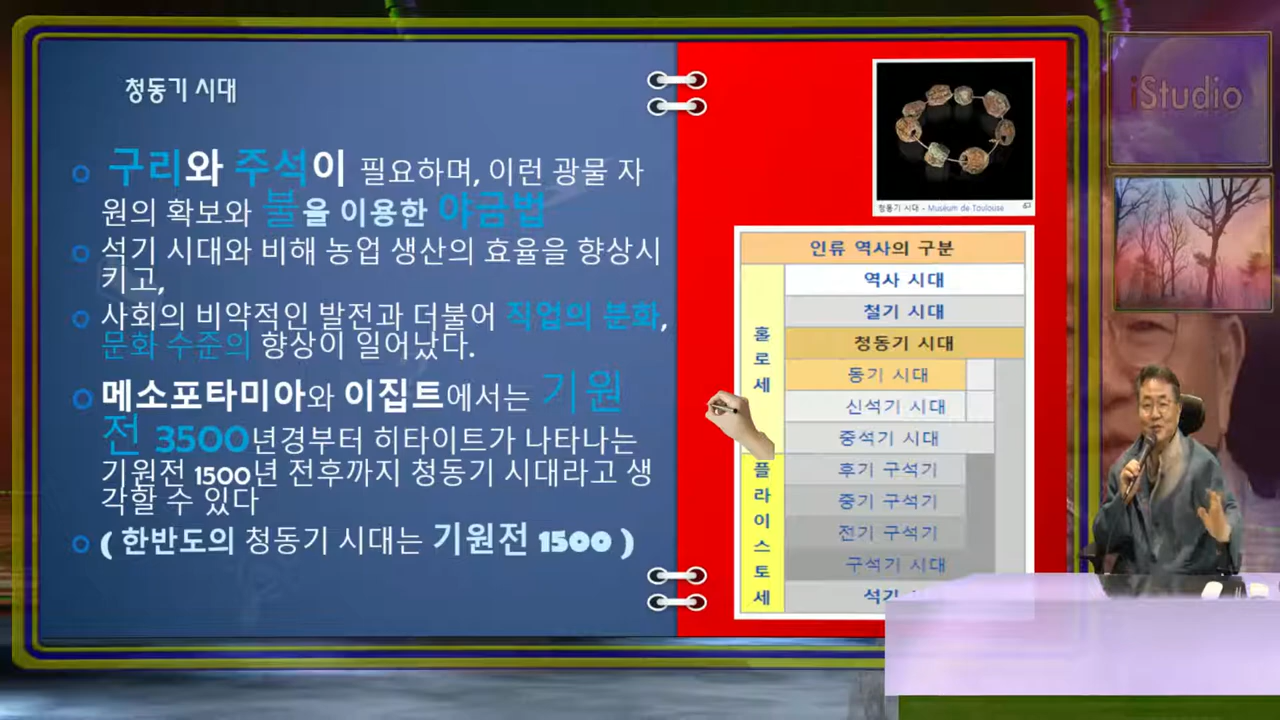 청동기 시대
구리와 주석이 필요하며, 이런 광물 자
원의 확보와 불을 이용한 야금법
석기 시대와 비해 농업 생산의 효율을 향상시
키고,
사회의 비약적인 발전과 더불어 직업의 분화,
문화 수준의 향상이 일어났다.
메소포타미아와 이집트에서는 기원
전 3500년경부터 히타이트가 나타나는
기원전 1500년 전후까지 청동기 시대라고 생
각할 수 있다
( 한반도의 청동기 시대는 기원전 1500 )
청동기 시대 - Muséum de Toulouse
인류 역사의 구분
홀로세
역사 시대
철기 시대
청동기 시대
동기 시대
신석기 시대
중석기 시대
플라이스토세
후기 구석기
중기 구석기
전기 구석기
구석기 시대
석기
iStudio